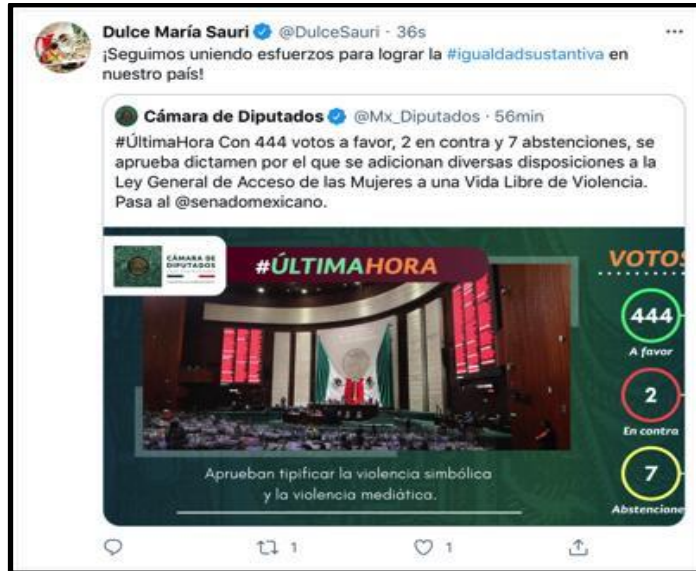 Dulce María Sauri @DulceSauri · 36s
¡Seguimos uniendo esfuerzos para lograr la #igualdadsustantiva en
nuestro país!
Cámara de Diputados @Mx_Diputados · 56min
#ÚltimaHora Con 444 votos a favor, 2 en contra y 7 abstenciones, se
aprueba dictamen por el que se adicionan diversas disposiciones a la
Ley General de Acceso de las Mujeres a una Vida Libre de Violencia.
Pasa al @senadomexicano.
CÁMARA DE
DIPUTADOS
#ÚLTIMAHORA
VOTOS
444
A favor
2
En contra
7
Abstencione
Aprueban tipificar la violencia simbólica
y la violencia mediática.
1
1